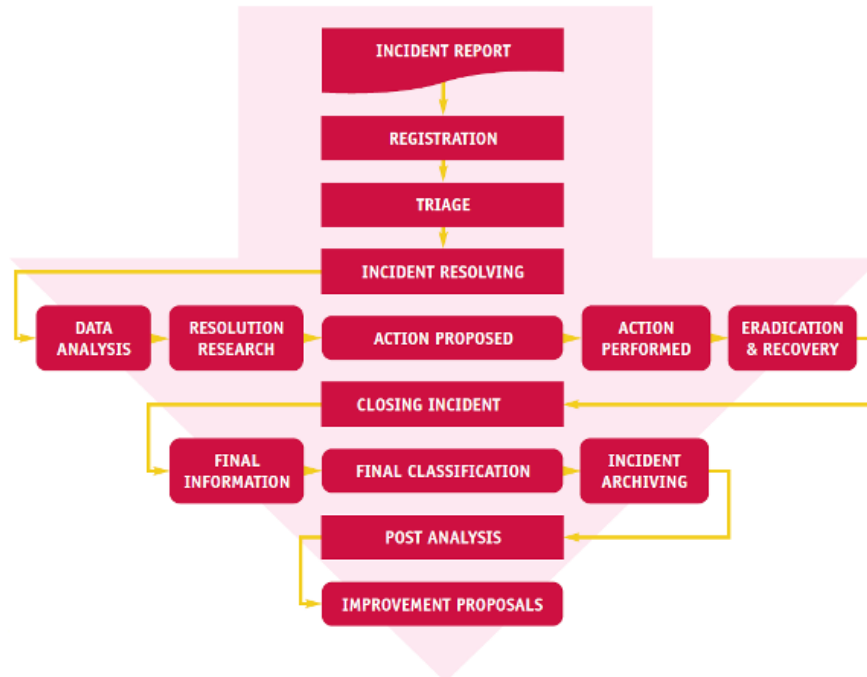 INCIDENT REPORT
REGISTRATION
TRIAGE
INCIDENT RESOLVING
DATA
ANALYSIS
RESOLUTION
RESEARCH
ACTION PROPOSED
ACTION
PERFORMED
ERADICATION
& RECOVERY
CLOSING INCIDENT
FINAL
INFORMATION
FINAL CLASSIFICATION
INCIDENT
ARCHIVING
POST ANALYSIS
IMPROVEMENT PROPOSALS